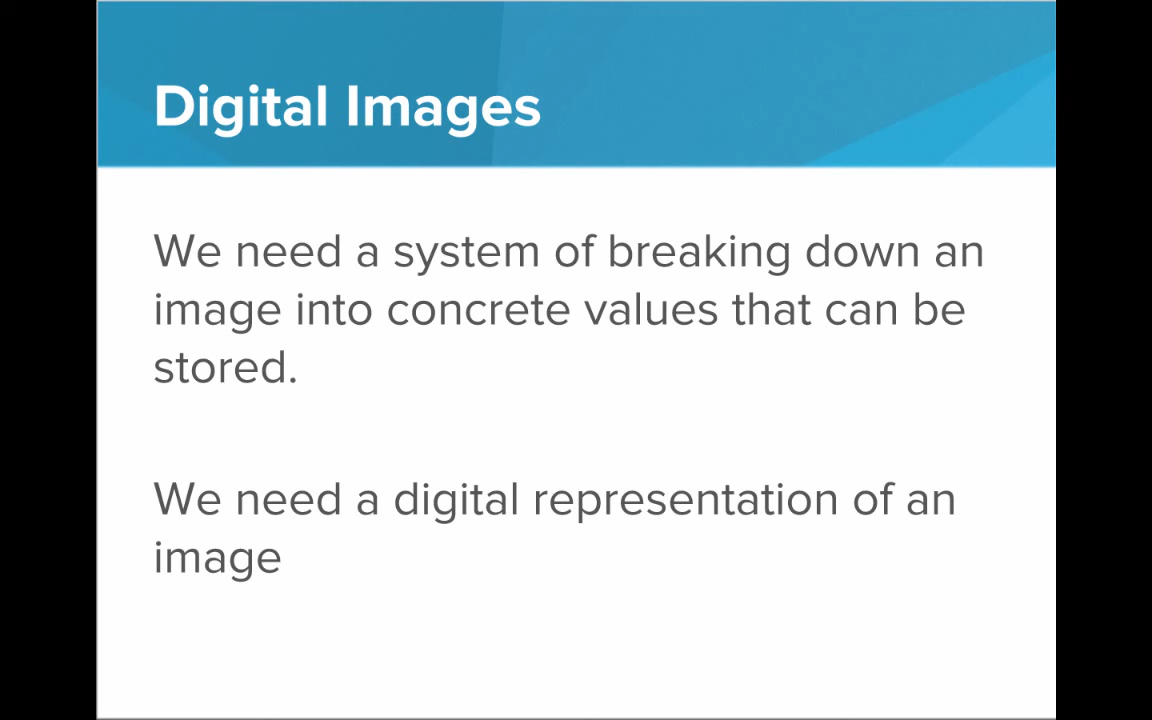 Digital Images
We need a system of breaking down an
image into concrete values that can be
stored.
We need a digital representation of an
image